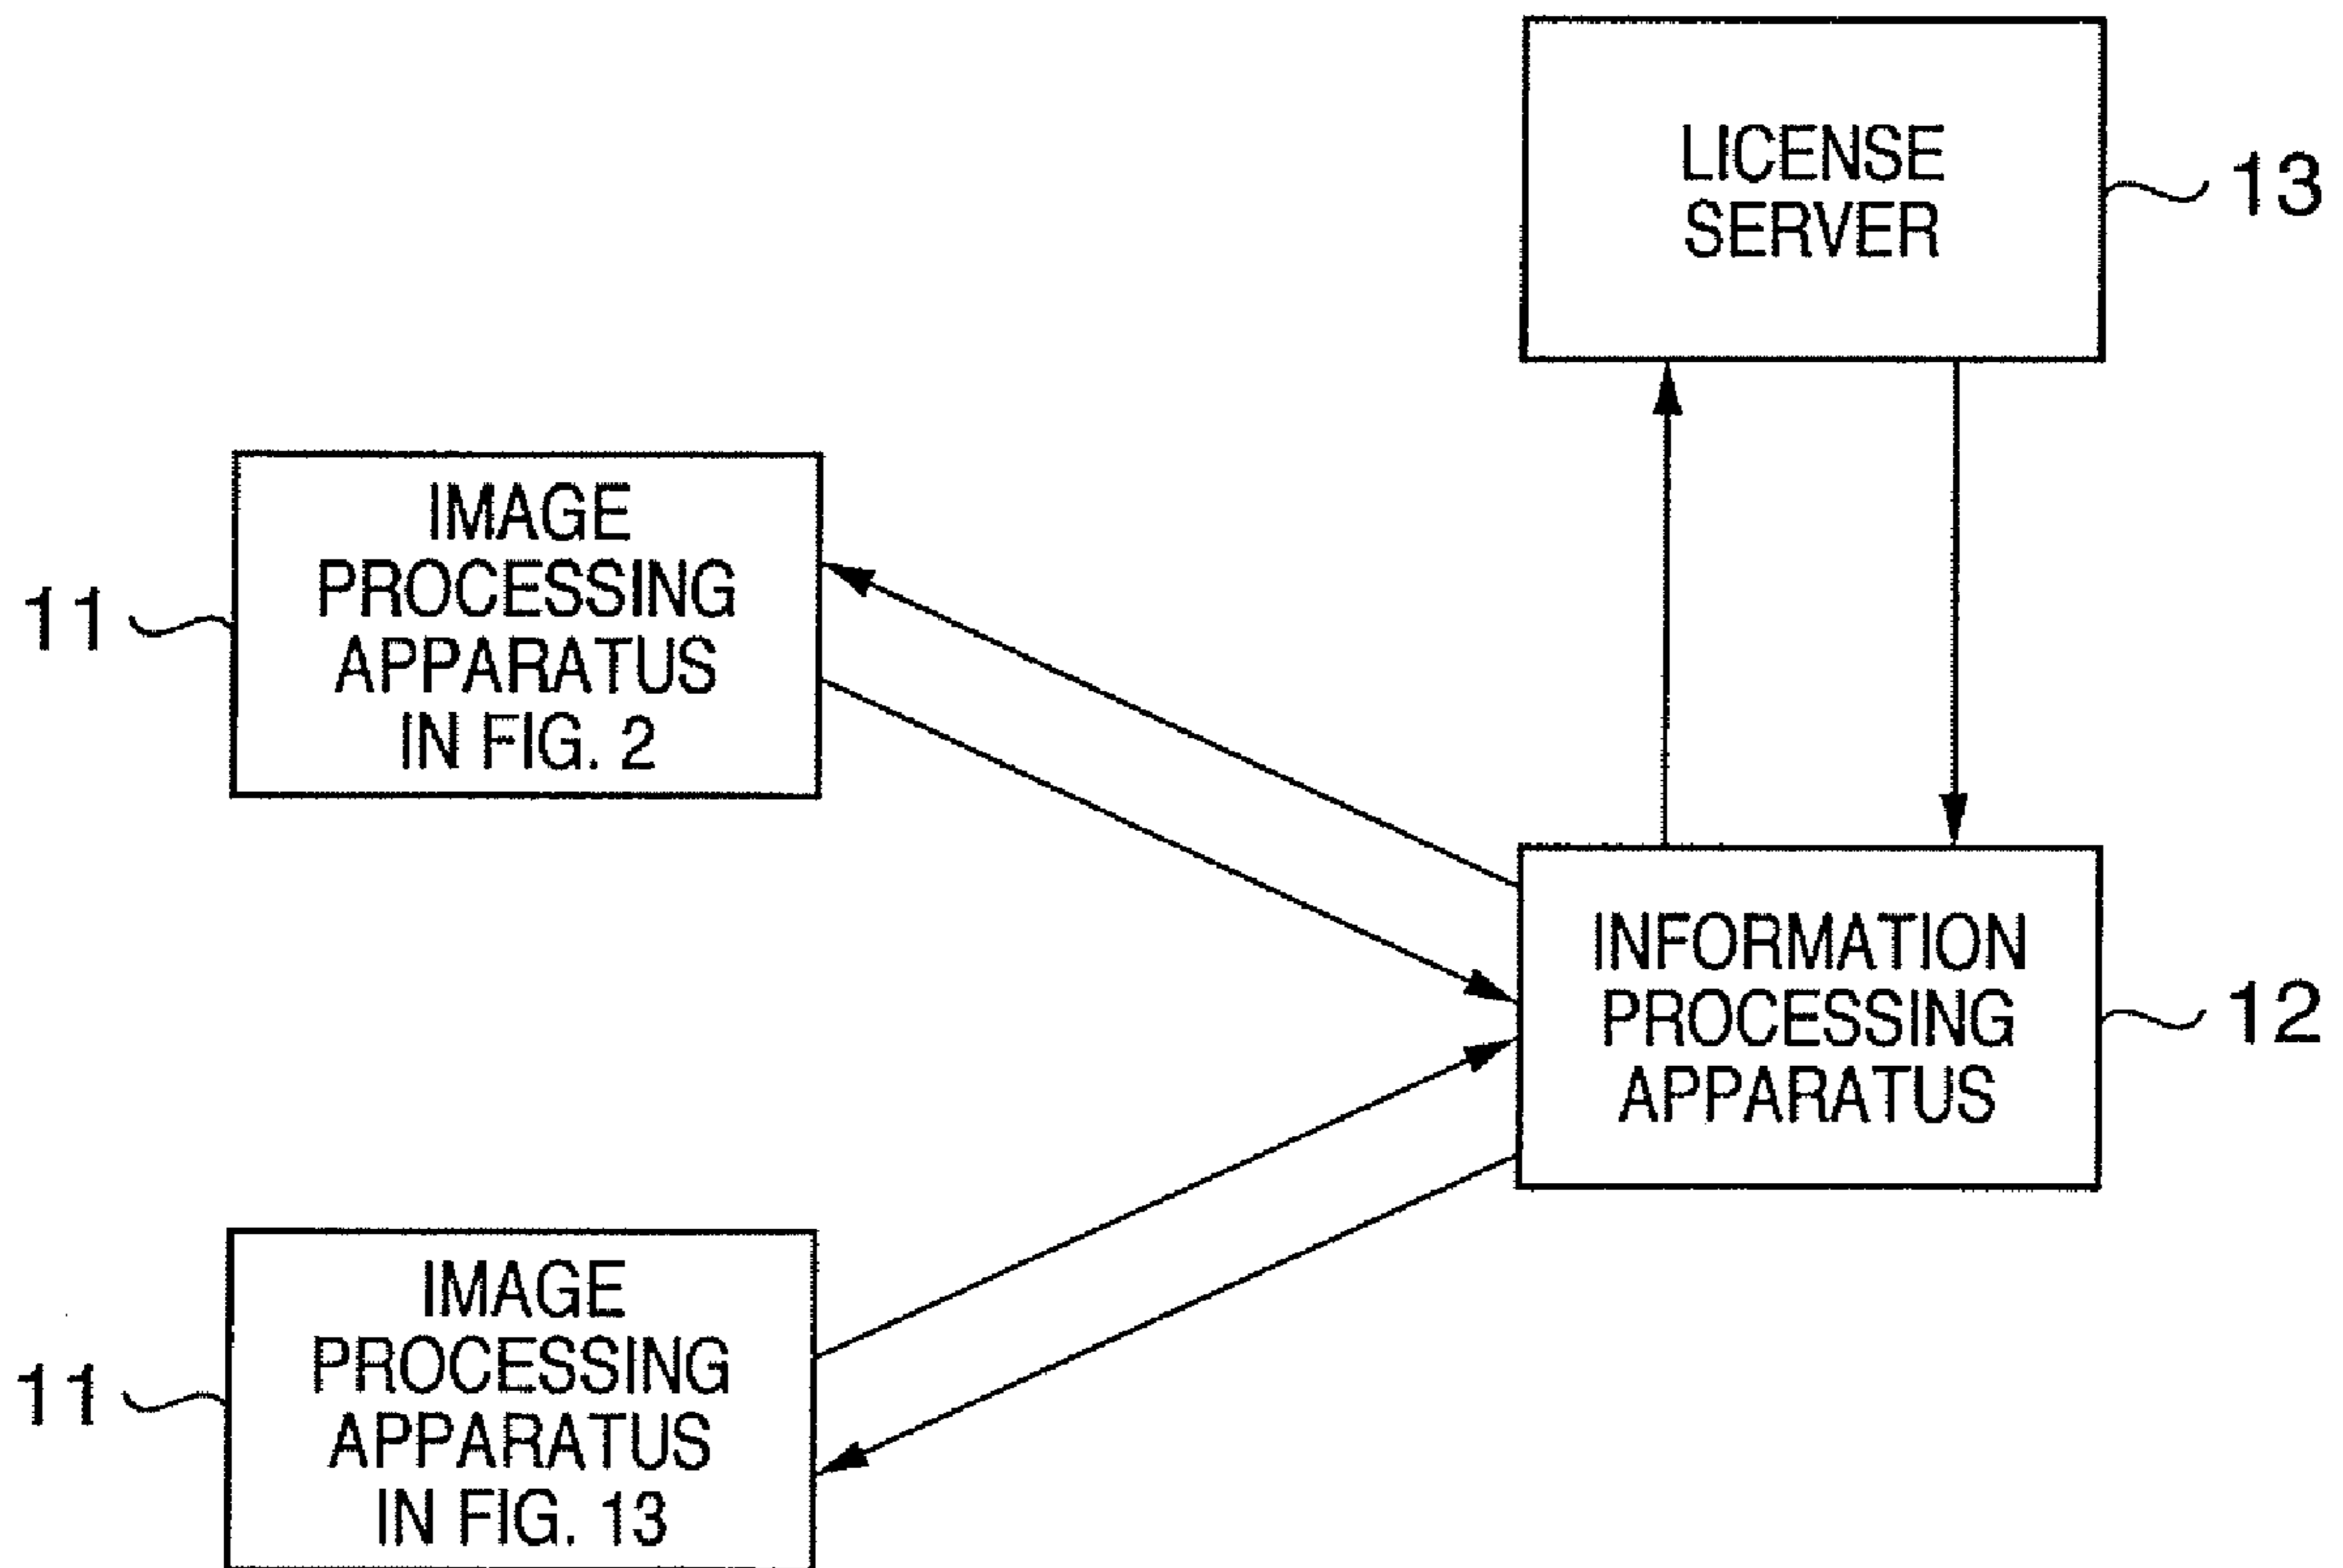 LICENSE
SERVER
13
IMAGE
PROCESSING
APPARATUS
IN FIG. 2
11
INFORMATION
PROCESSING
APPARATUS
12
IMAGE
PROCESSING
APPARATUS
IN FIG. 13
11